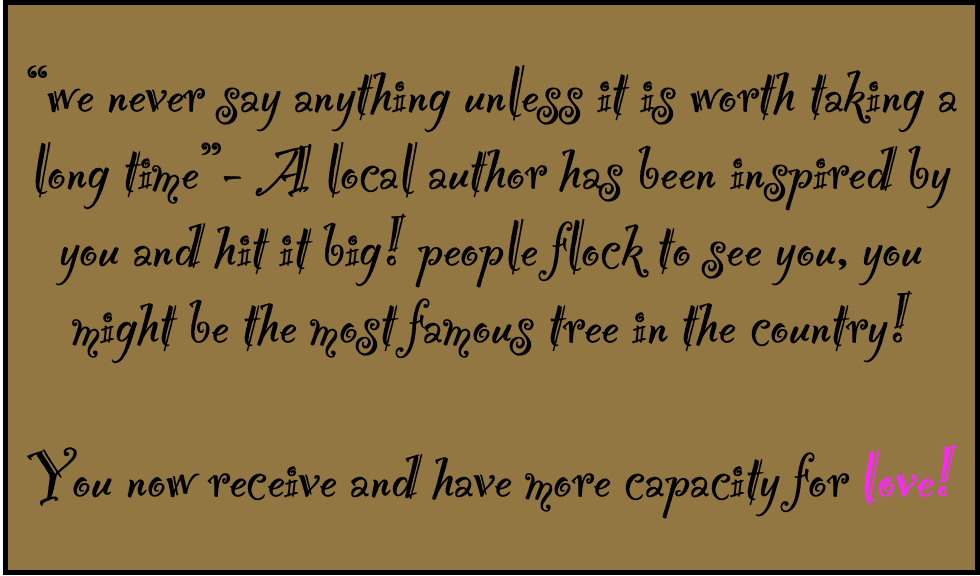 “we never say anything unless it is worth taking a
long time” - A local author has been inspired by
you and hit it big! people flock to see you, you
might be the most famous tree in the country!
You now receive and have more capacity for love!